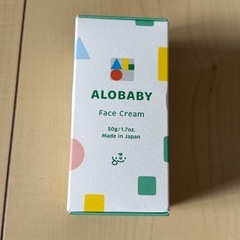 ALOBABY
Face Cream
50g/1.7oz.
Made in Japan